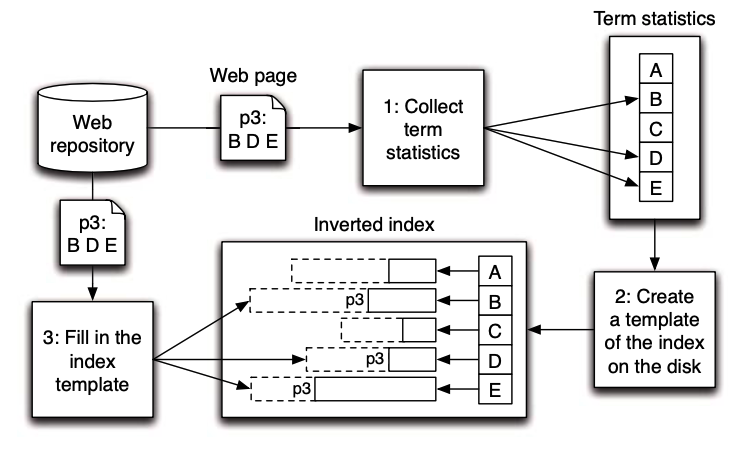 Term statistics
Web page
A
B
C
D
E
Web
repository
p3:
B D E
1: Collect
term
statistics
p3:
B D E
Inverted index
A
p3
B
C
p3
D
p3
E
2: Create
a template
of the index
on the disk
3: Fill in the
index
template